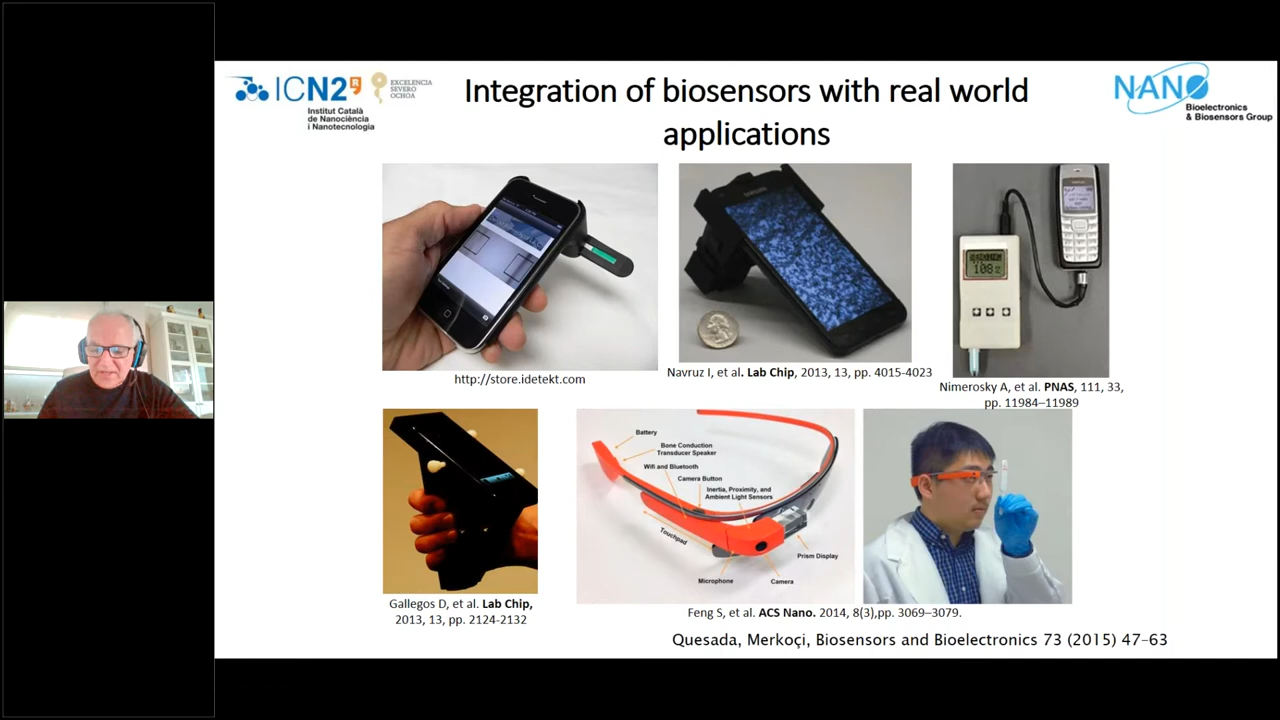 ICN2
Institut Català
de Nanociència
i Nanotecnologia
EXCELENCIA
SEVERO
OCHOA
Integration of biosensors with real world
applications
NANO
Bioelectronics
& Biosensors Group
http://store.idetekt.com
Navruz I, et al. Lab Chip, 2013, 13, pp. 4015-4023
108
Nimerosky A, et al. PNAS, 111, 33,
pp. 11984–11989
Battery
Bone Conduction
Transducer Speaker
Wifi and Bluetooth
Camera Button
Inertia, Proximity, and
Ambient Light Sensors
Touchpad
Prism Display
Microphone
Camera
Gallegos D, et al. Lab Chip,
2013, 13, pp. 2124-2132
Feng S, et al. ACS Nano. 2014, 8(3),pp. 3069–3079.
Quesada, Merkoçi, Biosensors and Bioelectronics 73 (2015) 47–63